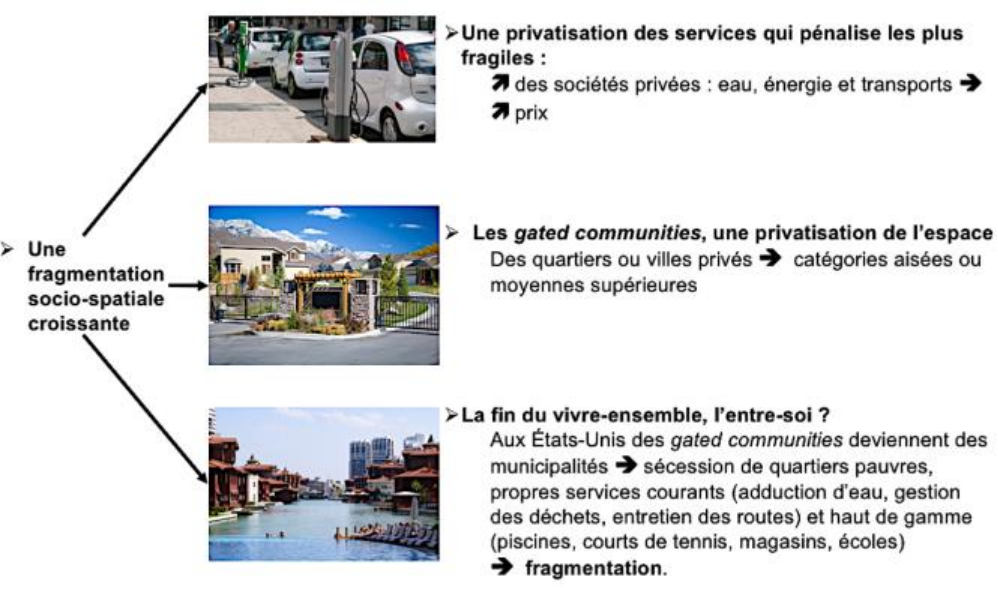 ➢ Une privatisation des services qui pénalise les plus
fragiles :
↗ des sociétés privées : eau, énergie et transports ➔
↗ prix
➢ Une
fragmentation
socio-spatiale
croissante
➢ Les gated communities, une privatisation de l'espace
Des quartiers ou villes privés ➔ catégories aisées ou
moyennes supérieures
➢ La fin du vivre-ensemble, l'entre-soi ?
Aux États-Unis des gated communities deviennent des
municipalités ➔ sécession de quartiers pauvres,
propres services courants (adduction d'eau, gestion
des déchets, entretien des routes) et haut de gamme
(piscines, courts de tennis, magasins, écoles)
➔ fragmentation.